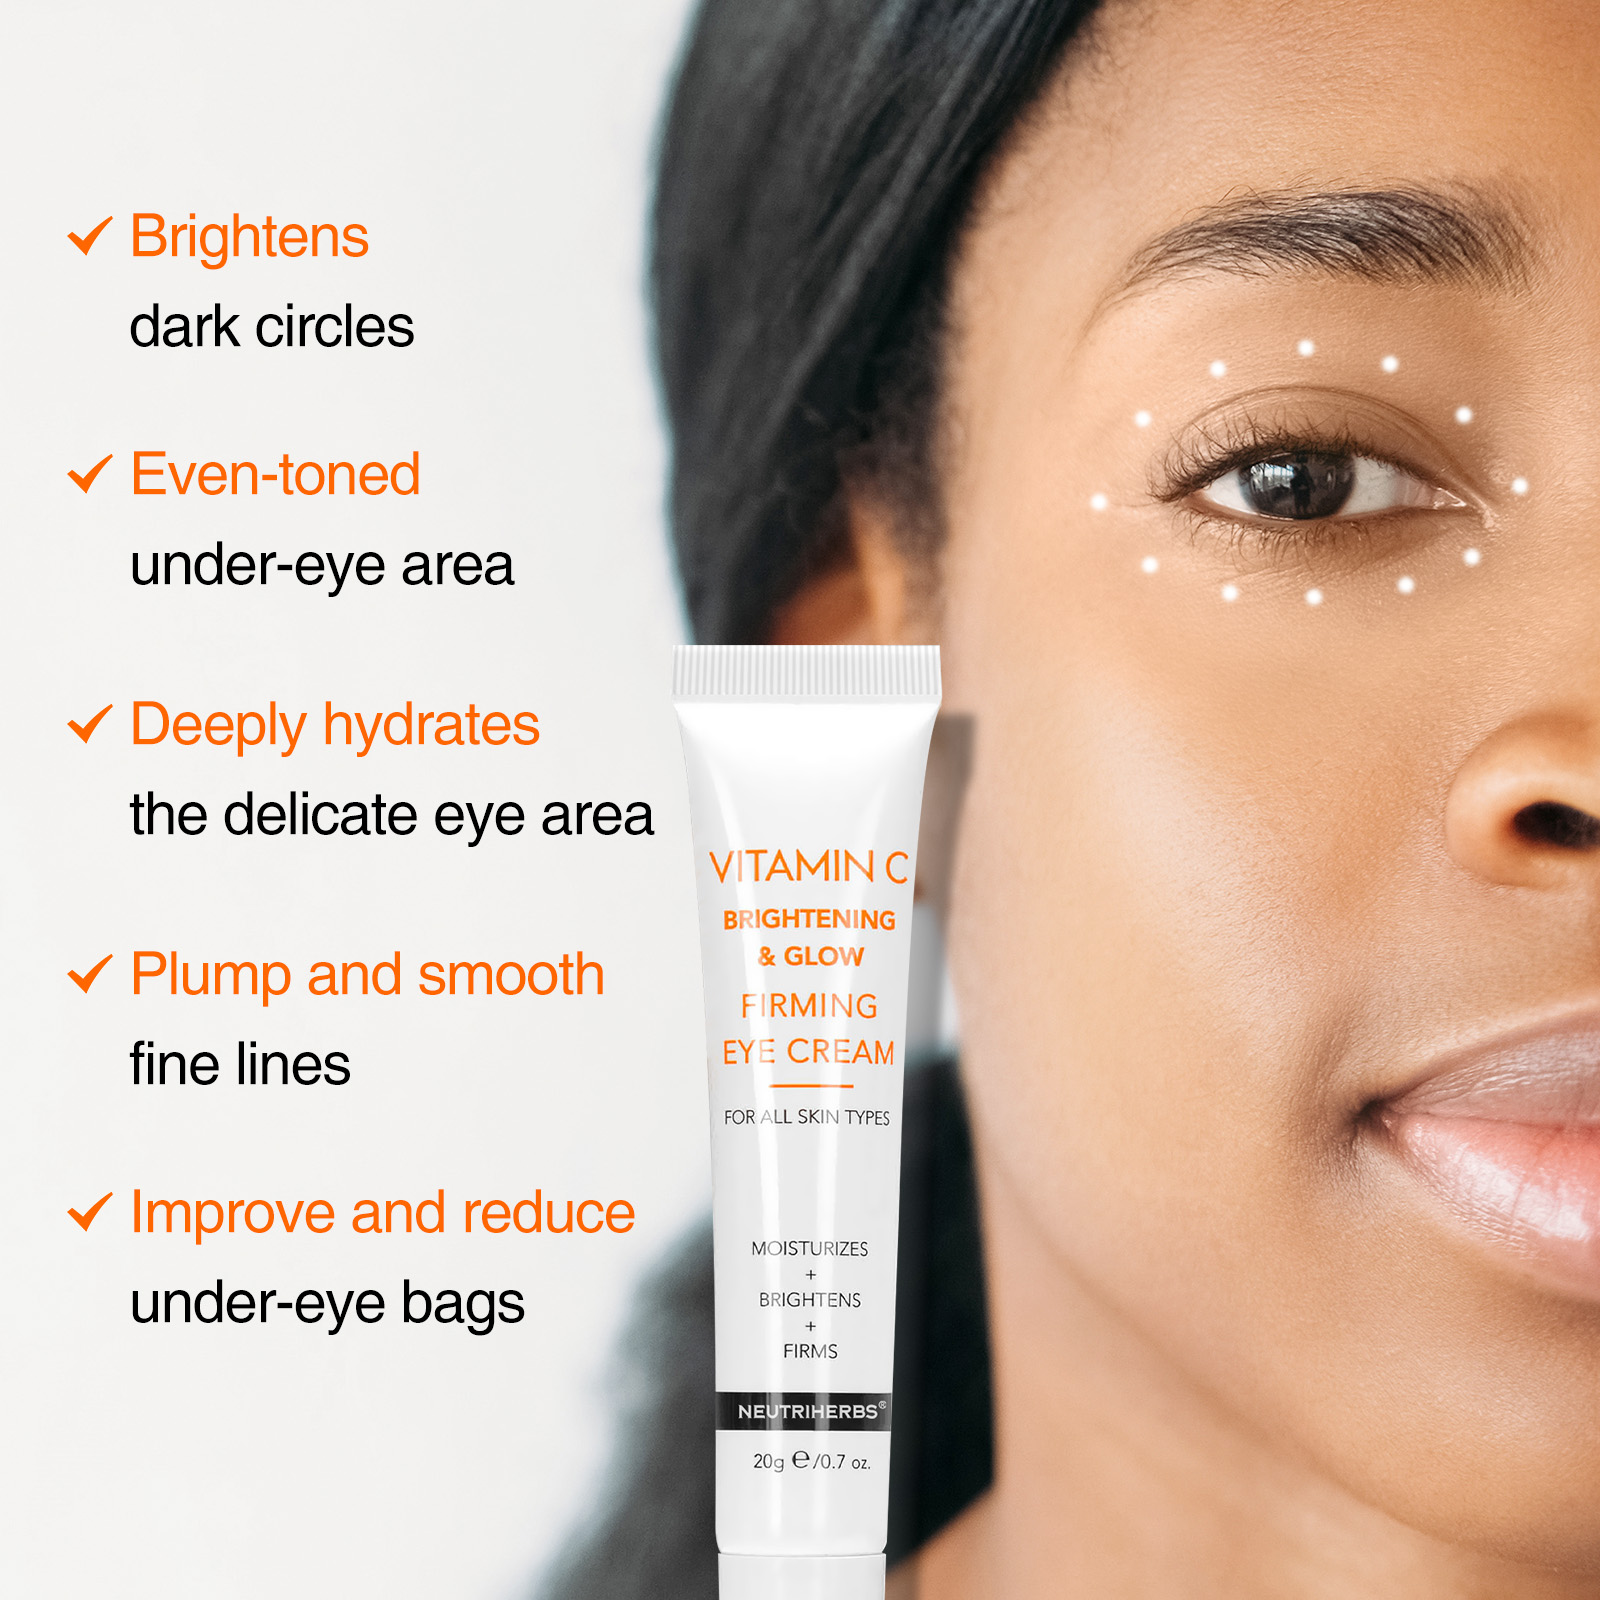 Brightens
dark circles
Even-toned
under-eye area
Deeply hydrates
the delicate eye area
Plump and smooth
fine lines
Improve and reduce
under-eye bags
VITAMIN C
BRIGHTENING
& GLOW
FIRMING
EYE CREAM
FOR ALL SKIN TYPES
MOISTURIZES
+
BRIGHTENS
+
FIRMS
NEUTRIHERBS®
20g ℮/0.7 oz.